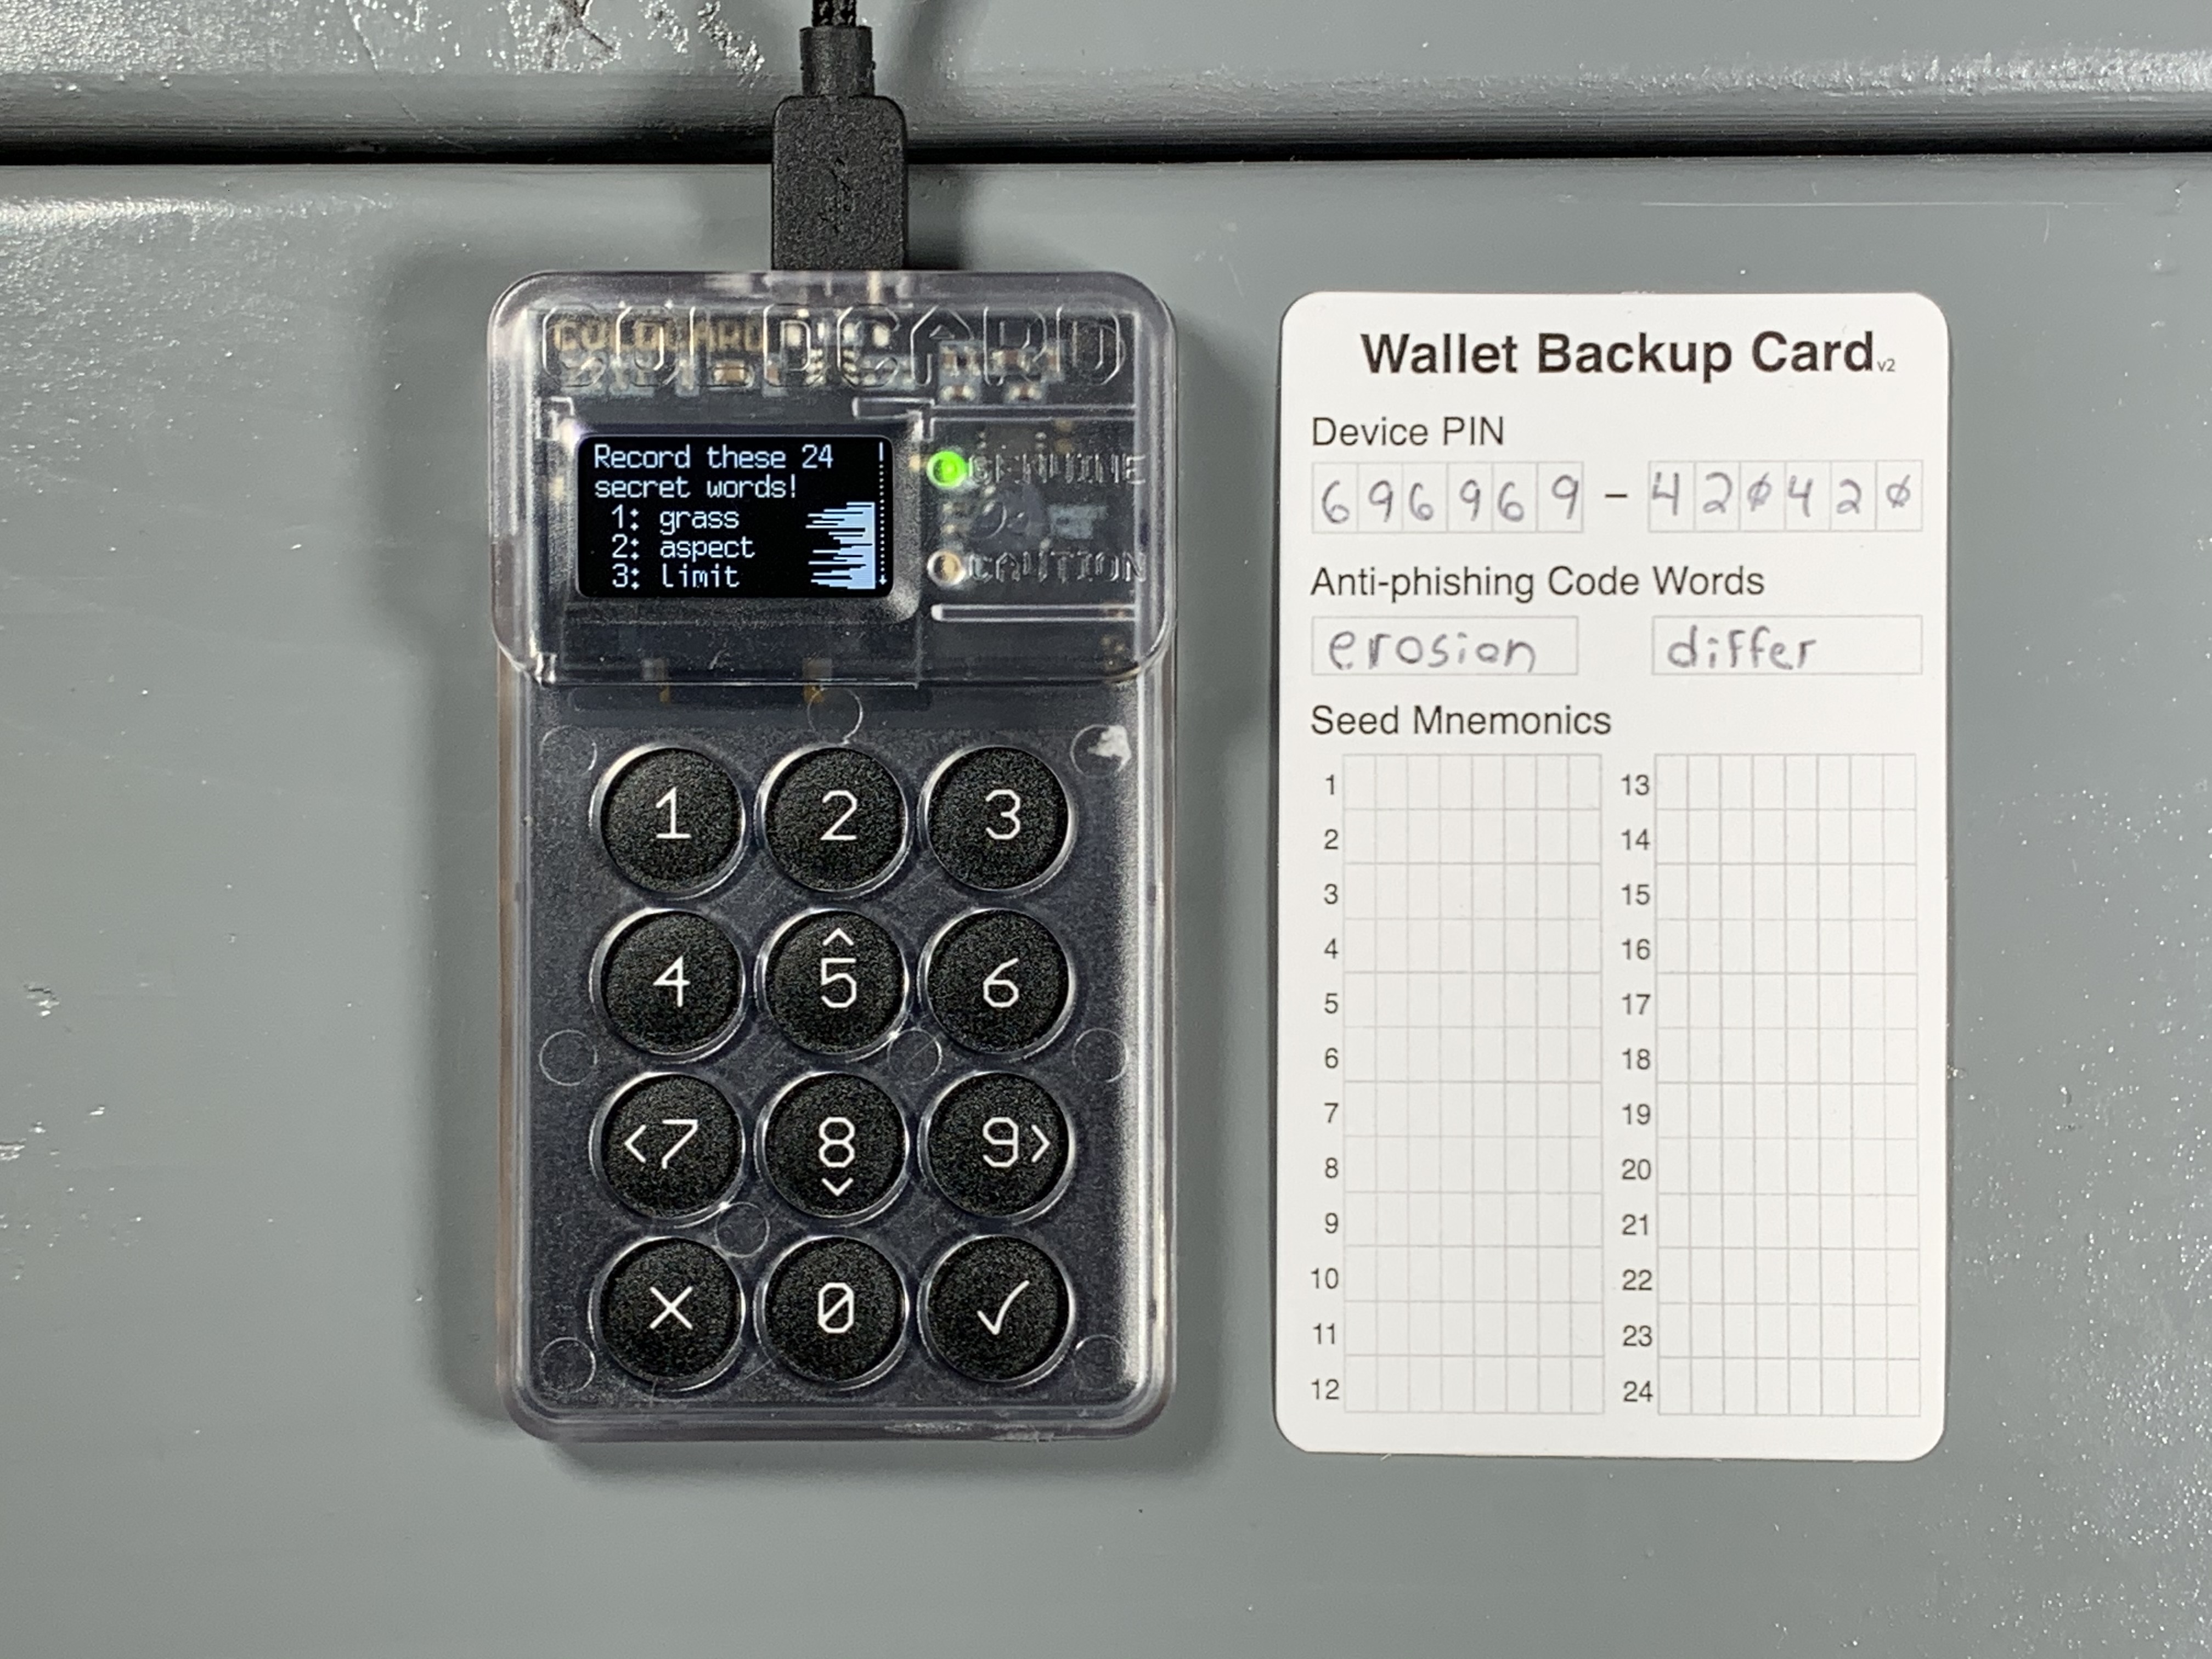 COLDCARD
Record these 24
secret words!
1: grass
2: aspect
3: limit
GENUINE
CAUTION
1 2 3
4 ^5 6
<7 8⌄ 9>
× 0 ✓
Wallet Backup Card v2
Device PIN
696969 – 420420
Anti-phishing Code Words
erosion differ
Seed Mnemonics
1 13
2 14
3 15
4 16
5 17
6 18
7 19
8 20
9 21
10 22
11 23
12 24